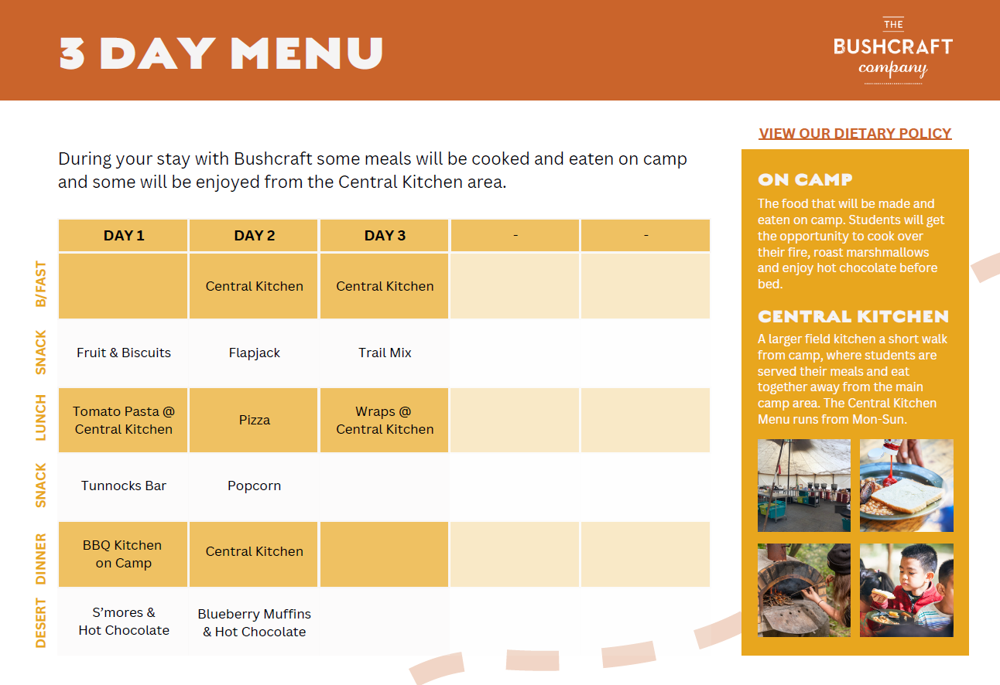 3 DAY MENU
THE
BUSHCRAFT
company
VIEW OUR DIETARY POLICY
During your stay with Bushcraft some meals will be cooked and eaten on camp
and some will be enjoyed from the Central Kitchen area.
DAY 1 DAY 2 DAY 3 - -
B/FAST
Central Kitchen Central Kitchen
SNACK
Fruit & Biscuits Flapjack Trail Mix
LUNCH
Tomato Pasta @
Central Kitchen
Pizza
Wraps @
Central Kitchen
SNACK
Tunnocks Bar Popcorn
DINNER
BBQ Kitchen
on Camp
Central Kitchen
DESERT
S’mores &
Hot Chocolate
Blueberry Muffins
& Hot Chocolate
ON CAMP
The food that will be made and
eaten on camp. Students will get
the opportunity to cook over
their fire, roast marshmallows
and enjoy hot chocolate before
bed.
CENTRAL KITCHEN
A larger field kitchen a short walk
from camp, where students are
served their meals and eat
together away from the main
camp area. The Central Kitchen
Menu runs from Mon-Sun.